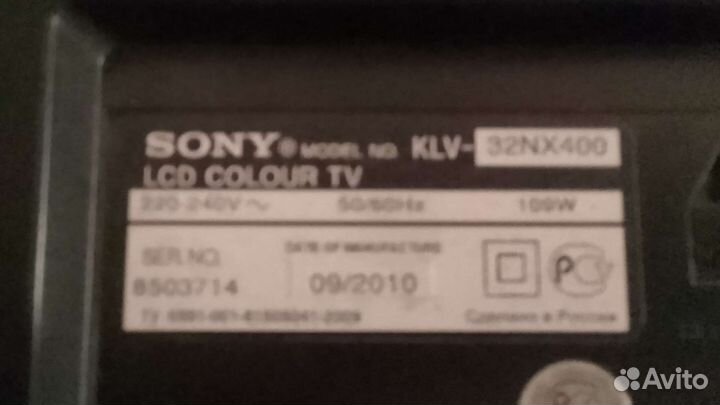 SONY® MODEL NO. KLV-32NX400
LCD COLOUR TV
220-240V~ 50/60Hz 109W
SER.NO. DATE OF MANUFACTURE
8503714 09/2010
ТУ
Сделано в России
Avito